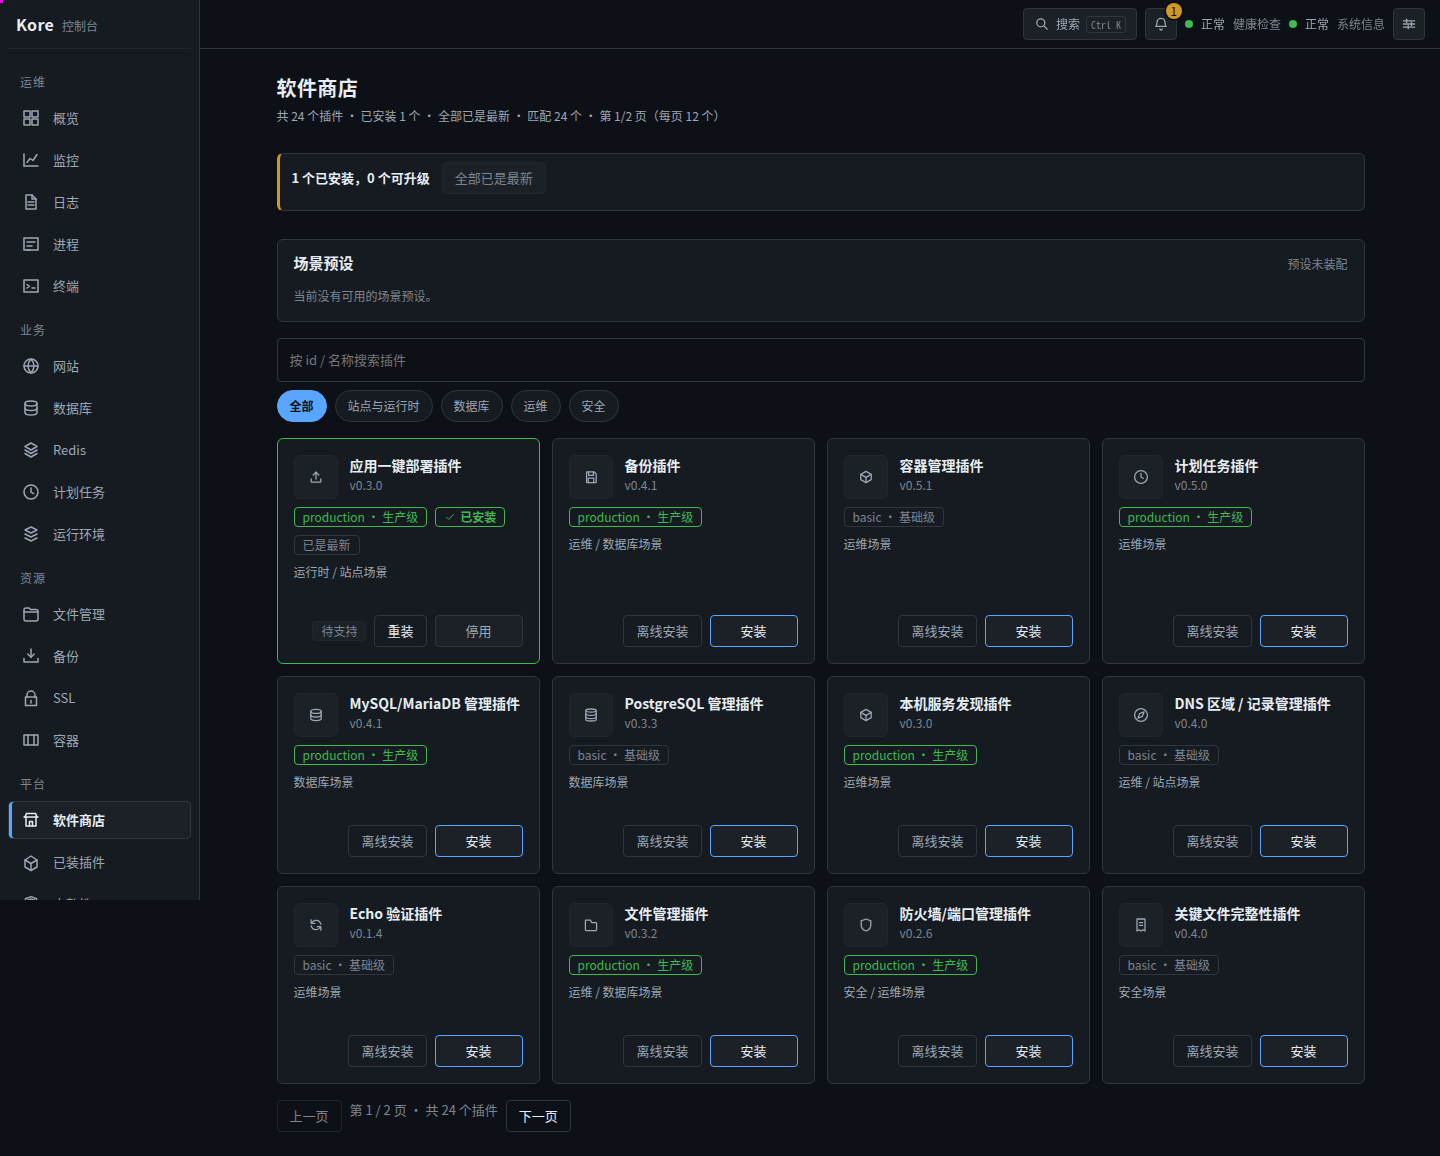 Kore 控制台
搜索 Ctrl K
1
正常 健康检查
正常 系统信息
运维
概览
监控
日志
进程
终端
业务
网站
数据库
Redis
计划任务
运行环境
资源
文件管理
备份
SSL
容器
平台
软件商店
已装插件
软件商店
共 24 个插件 · 已安装 1 个 · 全部已是最新 · 匹配 24 个 · 第 1/2 页（每页 12 个）
1 个已安装，0 个可升级 全部已是最新
场景预设 预设未装配
当前没有可用的场景预设。
按 id / 名称搜索插件
全部 站点与运行时 数据库 运维 安全
应用一键部署插件
v0.3.0
production · 生产级 ✓ 已安装
已是最新
运行时 / 站点场景
待支持 重装 停用
备份插件
v0.4.1
production · 生产级
运维 / 数据库场景
离线安装 安装
容器管理插件
v0.5.1
basic · 基础级
运维场景
离线安装 安装
计划任务插件
v0.5.0
production · 生产级
运维场景
离线安装 安装
MySQL/MariaDB 管理插件
v0.4.1
production · 生产级
数据库场景
离线安装 安装
PostgreSQL 管理插件
v0.3.3
basic · 基础级
数据库场景
离线安装 安装
本机服务发现插件
v0.3.0
production · 生产级
运维场景
离线安装 安装
DNS 区域 / 记录管理插件
v0.4.0
basic · 基础级
运维 / 站点场景
离线安装 安装
Echo 验证插件
v0.1.4
basic · 基础级
运维场景
离线安装 安装
文件管理插件
v0.3.2
production · 生产级
运维 / 数据库场景
离线安装 安装
防火墙/端口管理插件
v0.2.6
production · 生产级
安全 / 运维场景
离线安装 安装
关键文件完整性插件
v0.4.0
basic · 基础级
安全场景
离线安装 安装
上一页 第 1 / 2 页 · 共 24 个插件 下一页